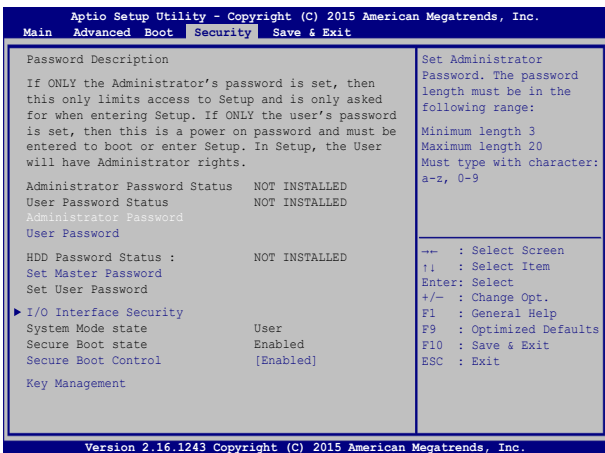 Aptio Setup Utility - Copyright (C) 2015 American Megatrends, Inc.
Main Advanced Boot Security Save & Exit
Password Description
If ONLY the Administrator's password is set, then
this only limits access to Setup and is only asked
for when entering Setup. If ONLY the user's password
is set, then this is a power on password and must be
entered to boot or enter Setup. In Setup, the User
will have Administrator rights.
Administrator Password Status NOT INSTALLED
User Password Status NOT INSTALLED
Administrator Password
User Password
HDD Password Status : NOT INSTALLED
Set Master Password
Set User Password
▶ I/O Interface Security
System Mode state User
Secure Boot state Enabled
Secure Boot Control [Enabled]
Key Management
Set Administrator
Password. The password
length must be in the
following range:
Minimum length 3
Maximum length 20
Must type with character:
a-z, 0-9
→← : Select Screen
↑↓ : Select Item
Enter: Select
+/— : Change Opt.
F1 : General Help
F9 : Optimized Defaults
F10 : Save & Exit
ESC : Exit
Version 2.16.1243 Copyright (C) 2015 American Megatrends, Inc.